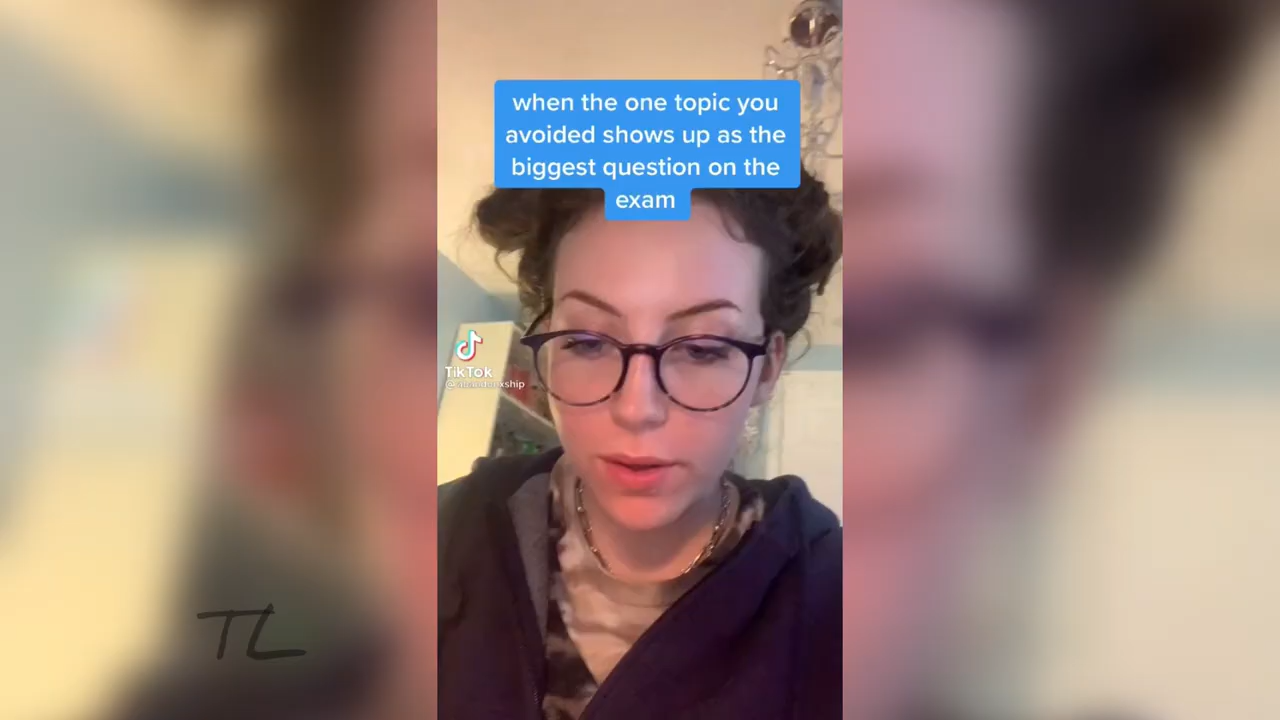 when the one topic you
avoided shows up as the
biggest question on the
exam
TikTok
TL